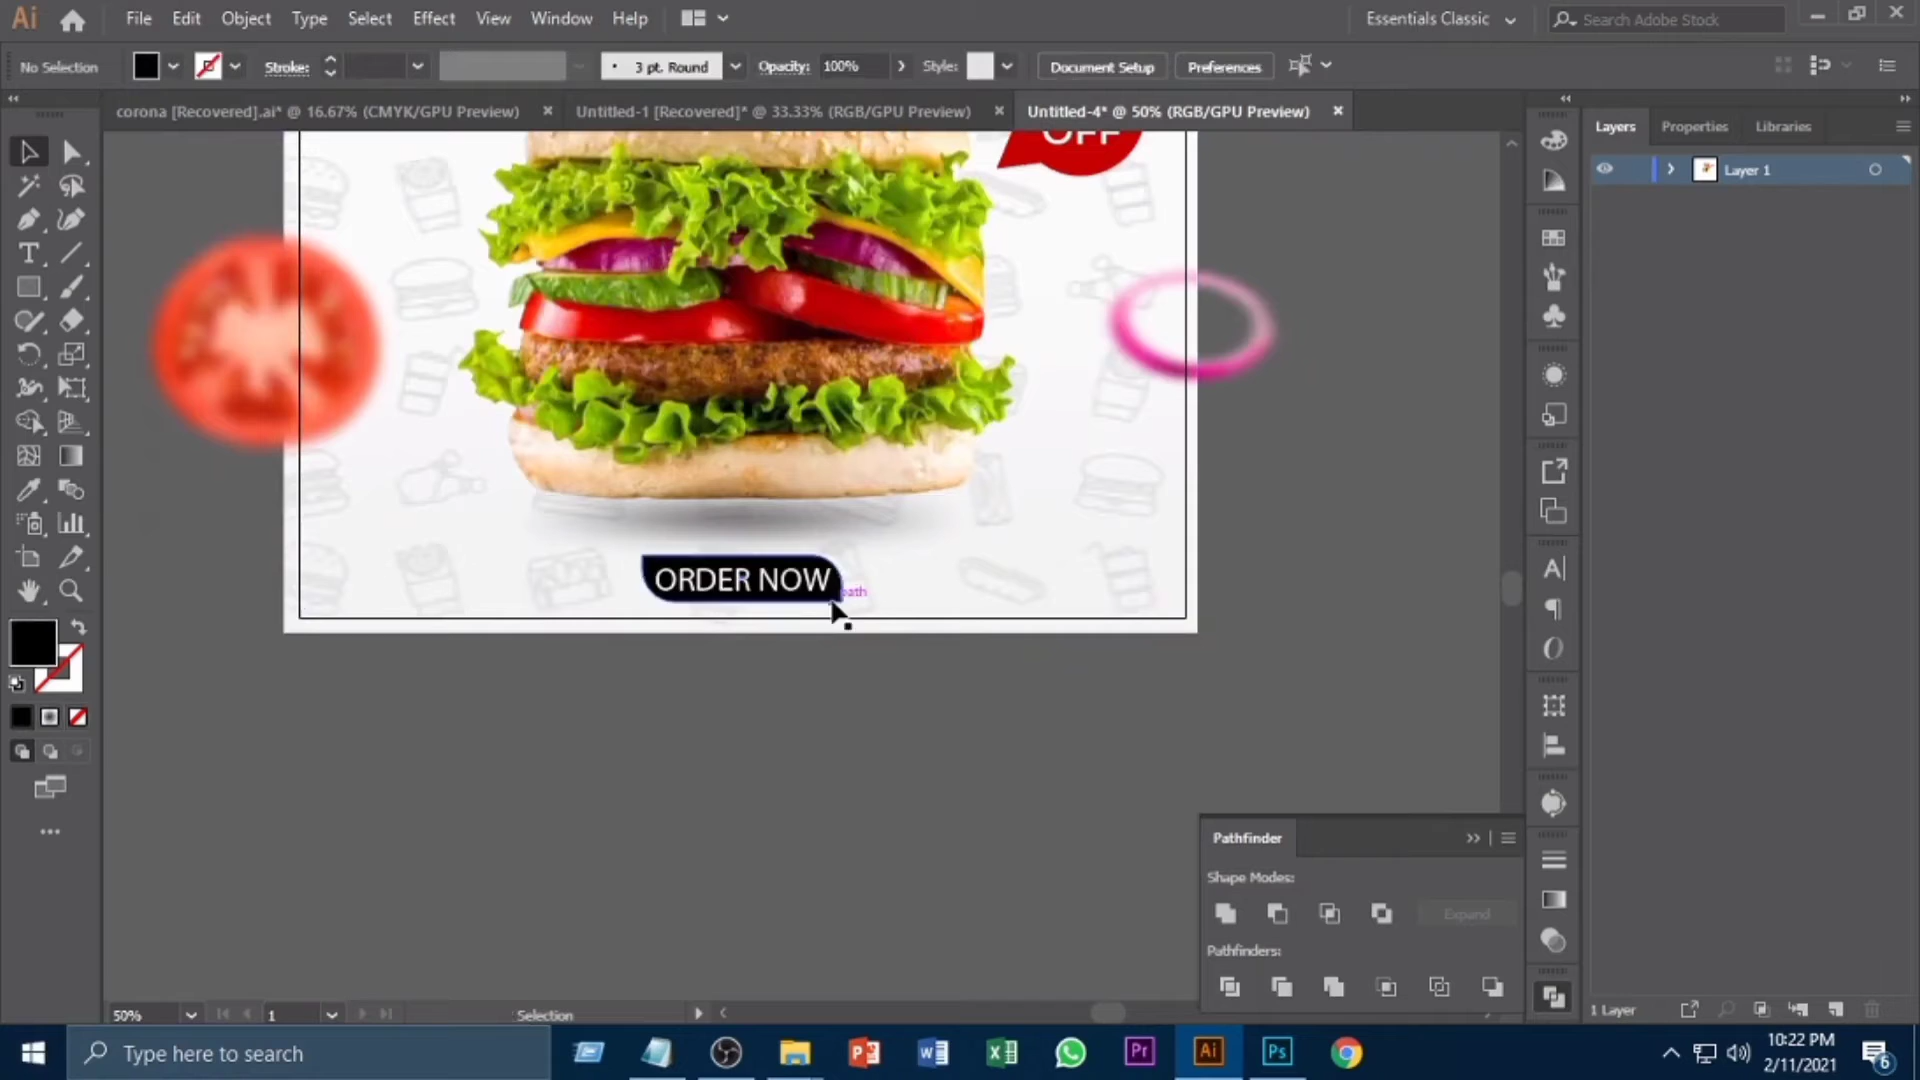 Ai File Edit Object Type Select Effect View Window Help Essentials Classic Search Adobe Stock
No Selection Stroke: 3 pt. Round Opacity: 100% Style: Document Setup Preferences
corona [Recovered].ai* @ 16.67% (CMYK/GPU Preview) Untitled-1 [Recovered]* @ 33.33% (RGB/GPU Preview) Untitled-4* @ 50% (RGB/GPU Preview)
Layers Properties Libraries
Layer 1
OFF
ORDER NOW
path
Pathfinder
Shape Modes:
Expand
Pathfinders:
50% 1 Selection
1 Layer
Type here to search
Pr Ai Ps
10:22 PM
2/11/2021
6